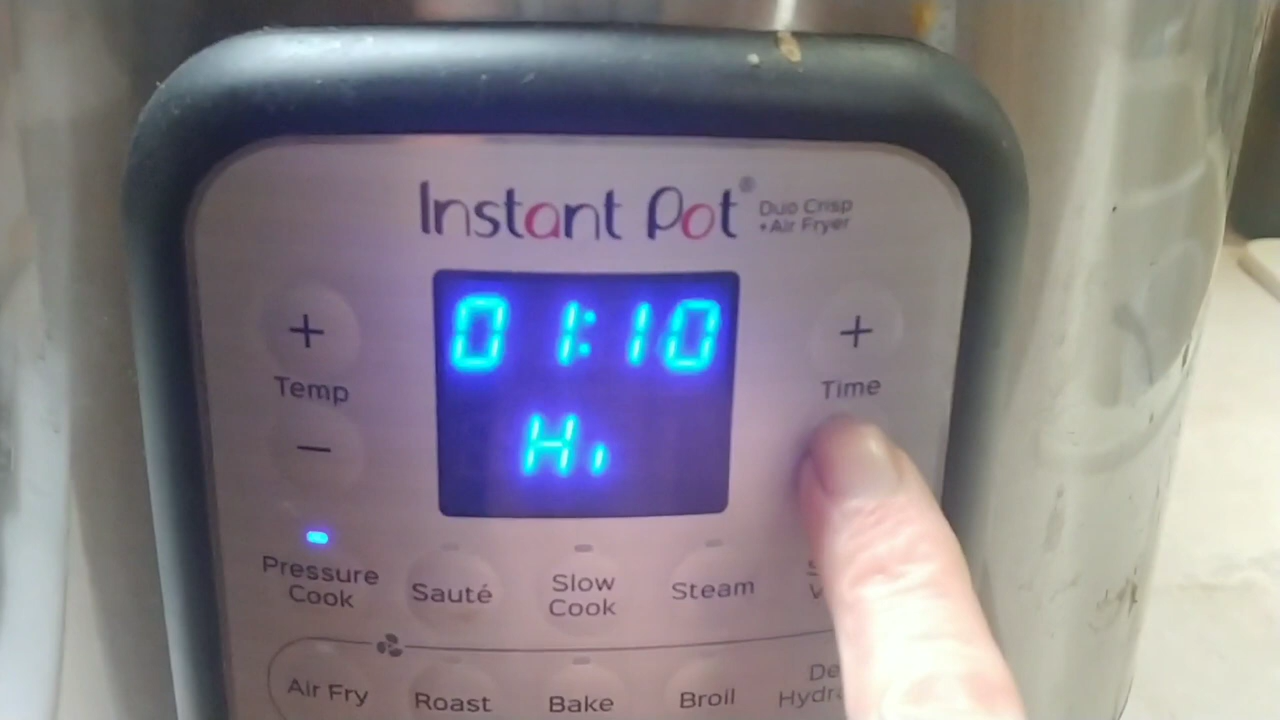 Instant Pot®
Duo Crisp
+Air Fryer
01:10
Hi
+
+
Temp
Time
−
Pressure
Cook
Sauté
Slow
Cook
Steam
Air Fry
Roast
Bake
Broil